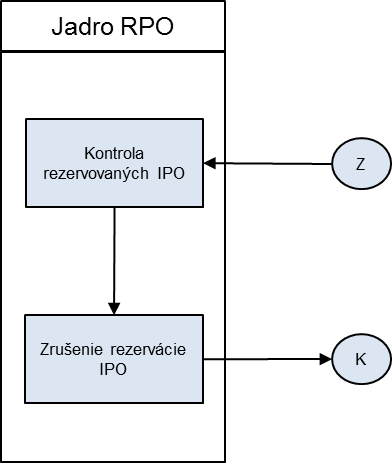 Jadro RPO
Kontrola
rezervovaných IPO
Z
Zrušenie rezervácie
IPO
K